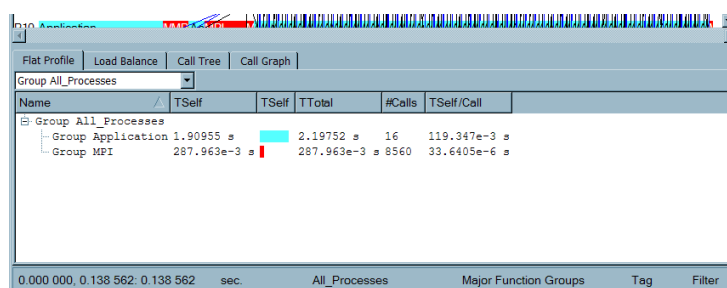 P10 Application
Flat Profile Load Balance Call Tree Call Graph
Group All_Processes
Name TSelf TSelf TTotal #Calls TSelf/Call
Group All_Processes
Group Application 1.90955 s 2.19752 s 16 119.347e-3 s
Group MPI 287.963e-3 s 287.963e-3 s 8560 33.6405e-6 s
0.000 000, 0.138 562: 0.138 562 sec. All_Processes Major Function Groups Tag Filter